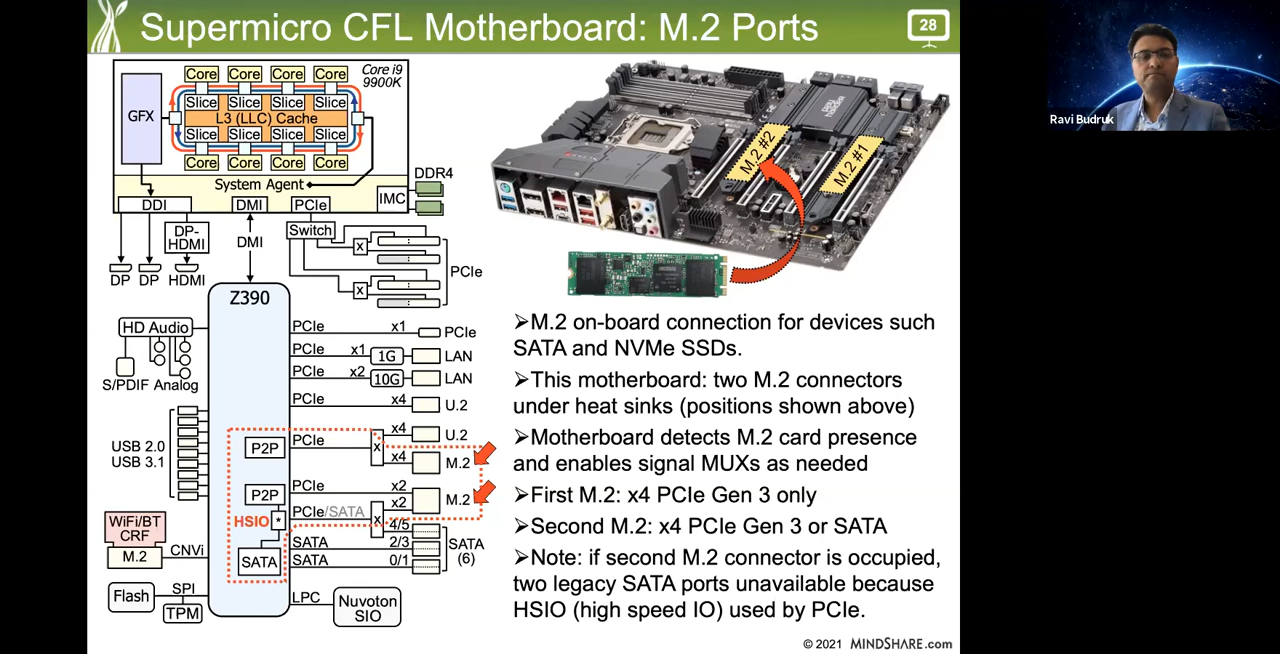 Supermicro CFL Motherboard: M.2 Ports
28
Ravi Budruk
Core i9
9900K
Core Core Core Core
GFX
Slice Slice Slice Slice
L3 (LLC) Cache
Slice Slice Slice Slice
Core Core Core Core
System Agent
DDR4
IMC
DDI
DMI
PCIe
DP-
HDMI
DMI
Switch
X
PCIe
X
DP
DP
HDMI
Z390
HD Audio
S/PDIF Analog
PCIe x1 PCIe
PCIe x1 1G LAN
PCIe x2 10G LAN
PCIe x4 U.2
USB 2.0
USB 3.1
P2P
PCIe
X
x4 U.2
x4 M.2
P2P
PCIe x2
M.2
HSIO
*
PCIe/SATA
X
x2
4/5
SATA 2/3
SATA 0/1
SATA
(6)
SATA
WiFi/BT
CRF
M.2
CNVi
Flash
SPI
TPM
LPC
Nuvoton
SIO
M.2 #2
M.2 #1
➢M.2 on-board connection for devices such
SATA and NVMe SSDs.
➢This motherboard: two M.2 connectors
under heat sinks (positions shown above)
➢Motherboard detects M.2 card presence
and enables signal MUXs as needed
➢First M.2: x4 PCIe Gen 3 only
➢Second M.2: x4 PCIe Gen 3 or SATA
➢Note: if second M.2 connector is occupied,
two legacy SATA ports unavailable because
HSIO (high speed IO) used by PCIe.
© 2021 MINDSHARE.com